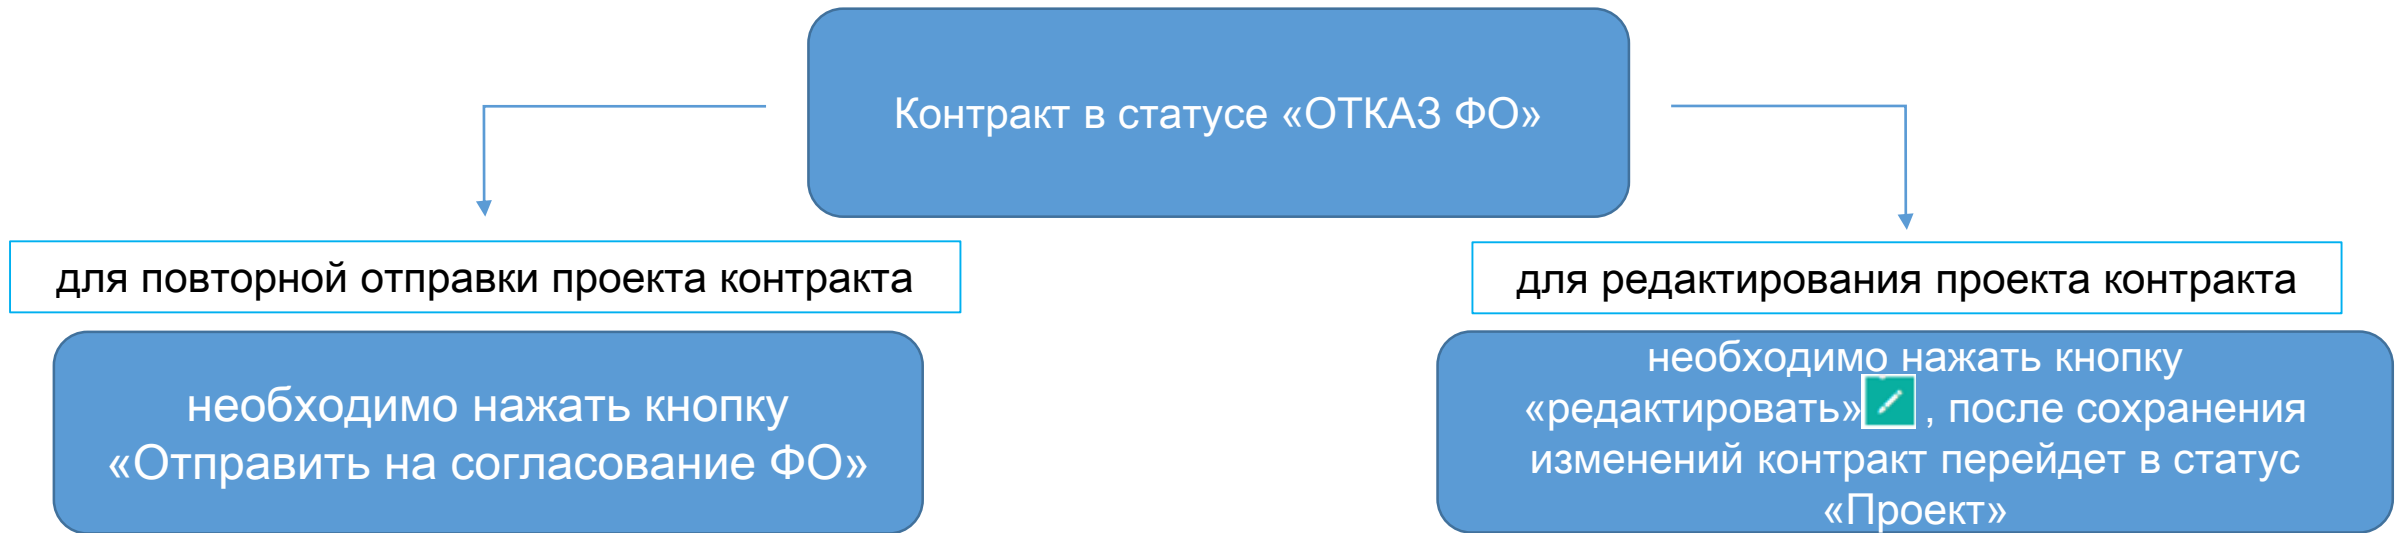 Контракт в статусе «ОТКАЗ ФО»
для повторной отправки проекта контракта
необходимо нажать кнопку
«Отправить на согласование ФО»
для редактирования проекта контракта
необходимо нажать кнопку
«редактировать» , после сохранения
изменений контракт перейдет в статус
«Проект»